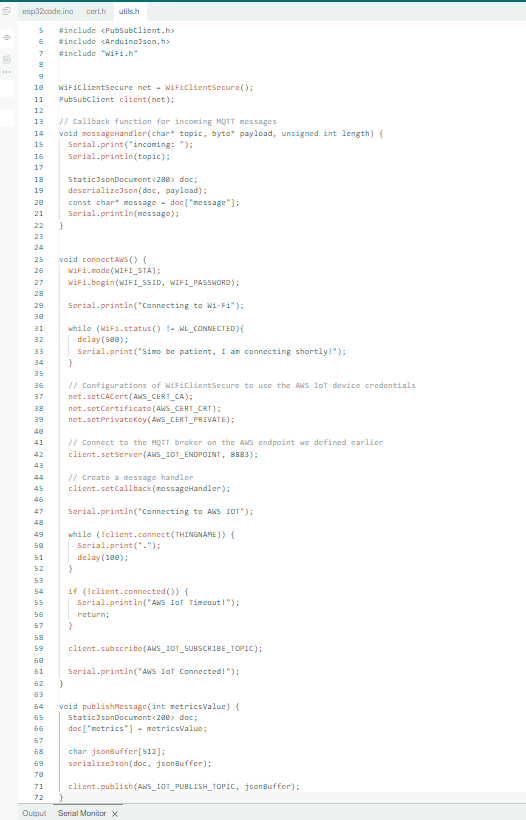 esp32code.ino cert.h utils.h
5 #include <PubSubClient.h>
6 #include <ArduinoJson.h>
7 #include "WiFi.h"
8
9
10 WiFiClientSecure net = WiFiClientSecure();
11 PubSubClient client(net);
12
13 // Callback function for incoming MQTT messages
14 void messageHandler(char* topic, byte* payload, unsigned int length) {
15 Serial.print("incoming: ");
16 Serial.println(topic);
17
18 StaticJsonDocument<200> doc;
19 deserializeJson(doc, payload);
20 const char* message = doc["message"];
21 Serial.println(message);
22 }
23
24
25 void connectAWS() {
26 WiFi.mode(WIFI_STA);
27 WiFi.begin(WIFI_SSID, WIFI_PASSWORD);
28
29 Serial.println("Connecting to Wi-Fi");
30
31 while (WiFi.status() != WL_CONNECTED){
32 delay(500);
33 Serial.print("Simo be patient, I am connecting shortly!");
34 }
35
36 // Configurations of WiFiClientSecure to use the AWS IoT device credentials
37 net.setCACert(AWS_CERT_CA);
38 net.setCertificate(AWS_CERT_CRT);
39 net.setPrivateKey(AWS_CERT_PRIVATE);
40
41 // Connect to the MQTT broker on the AWS endpoint we defined earlier
42 client.setServer(AWS_IOT_ENDPOINT, 8883);
43
44 // Create a message handler
45 client.setCallback(messageHandler);
46
47 Serial.println("Connecting to AWS IOT");
48
49 while (!client.connect(THINGNAME)) {
50 Serial.print(".");
51 delay(100);
52 }
53
54 if (!client.connected()) {
55 Serial.println("AWS IoT Timeout!");
56 return;
57 }
58
59 client.subscribe(AWS_IOT_SUBSCRIBE_TOPIC);
60
61 Serial.println("AWS IoT Connected!");
62 }
63
64 void publishMessage(int metricsValue) {
65 StaticJsonDocument<200> doc;
66 doc["metrics"] = metricsValue;
67
68 char jsonBuffer[512];
69 serializeJson(doc, jsonBuffer);
70
71 client.publish(AWS_IOT_PUBLISH_TOPIC, jsonBuffer);
72 }
Output Serial Monitor